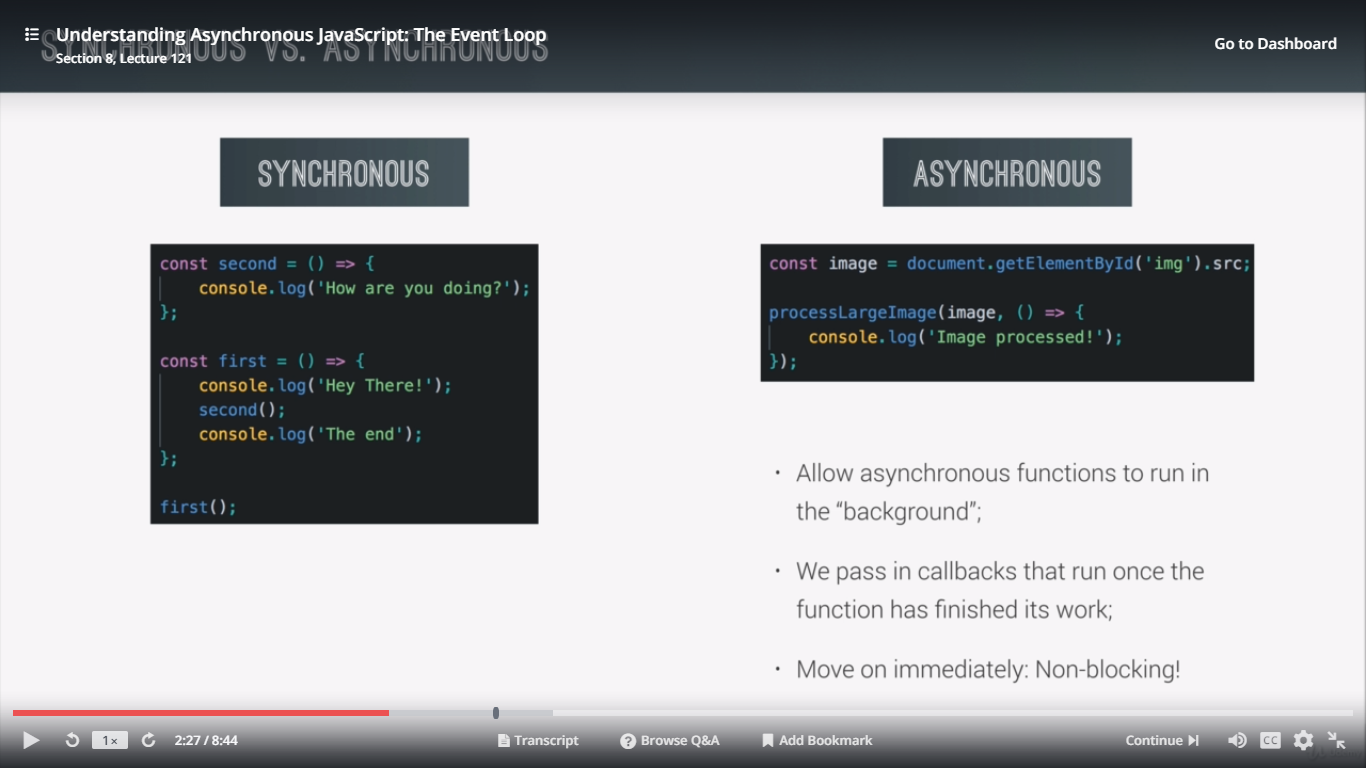 Understanding Asynchronous JavaScript: The Event Loop
SYNCHRONOUS VS. ASYNCHRONOUS
Section 8, Lecture 121
Go to Dashboard
SYNCHRONOUS
const second = () => {
    console.log('How are you doing?');
};
const first = () => {
    console.log('Hey There!');
    second();
    console.log('The end');
};
first();
ASYNCHRONOUS
const image = document.getElementById('img').src;
processLargeImage(image, () => {
    console.log('Image processed!');
});
· Allow asynchronous functions to run in
the “background”;
· We pass in callbacks that run once the
function has finished its work;
· Move on immediately: Non-blocking!
1×
2:27 / 8:44
Transcript
Browse Q&A
Add Bookmark
Continue
CC